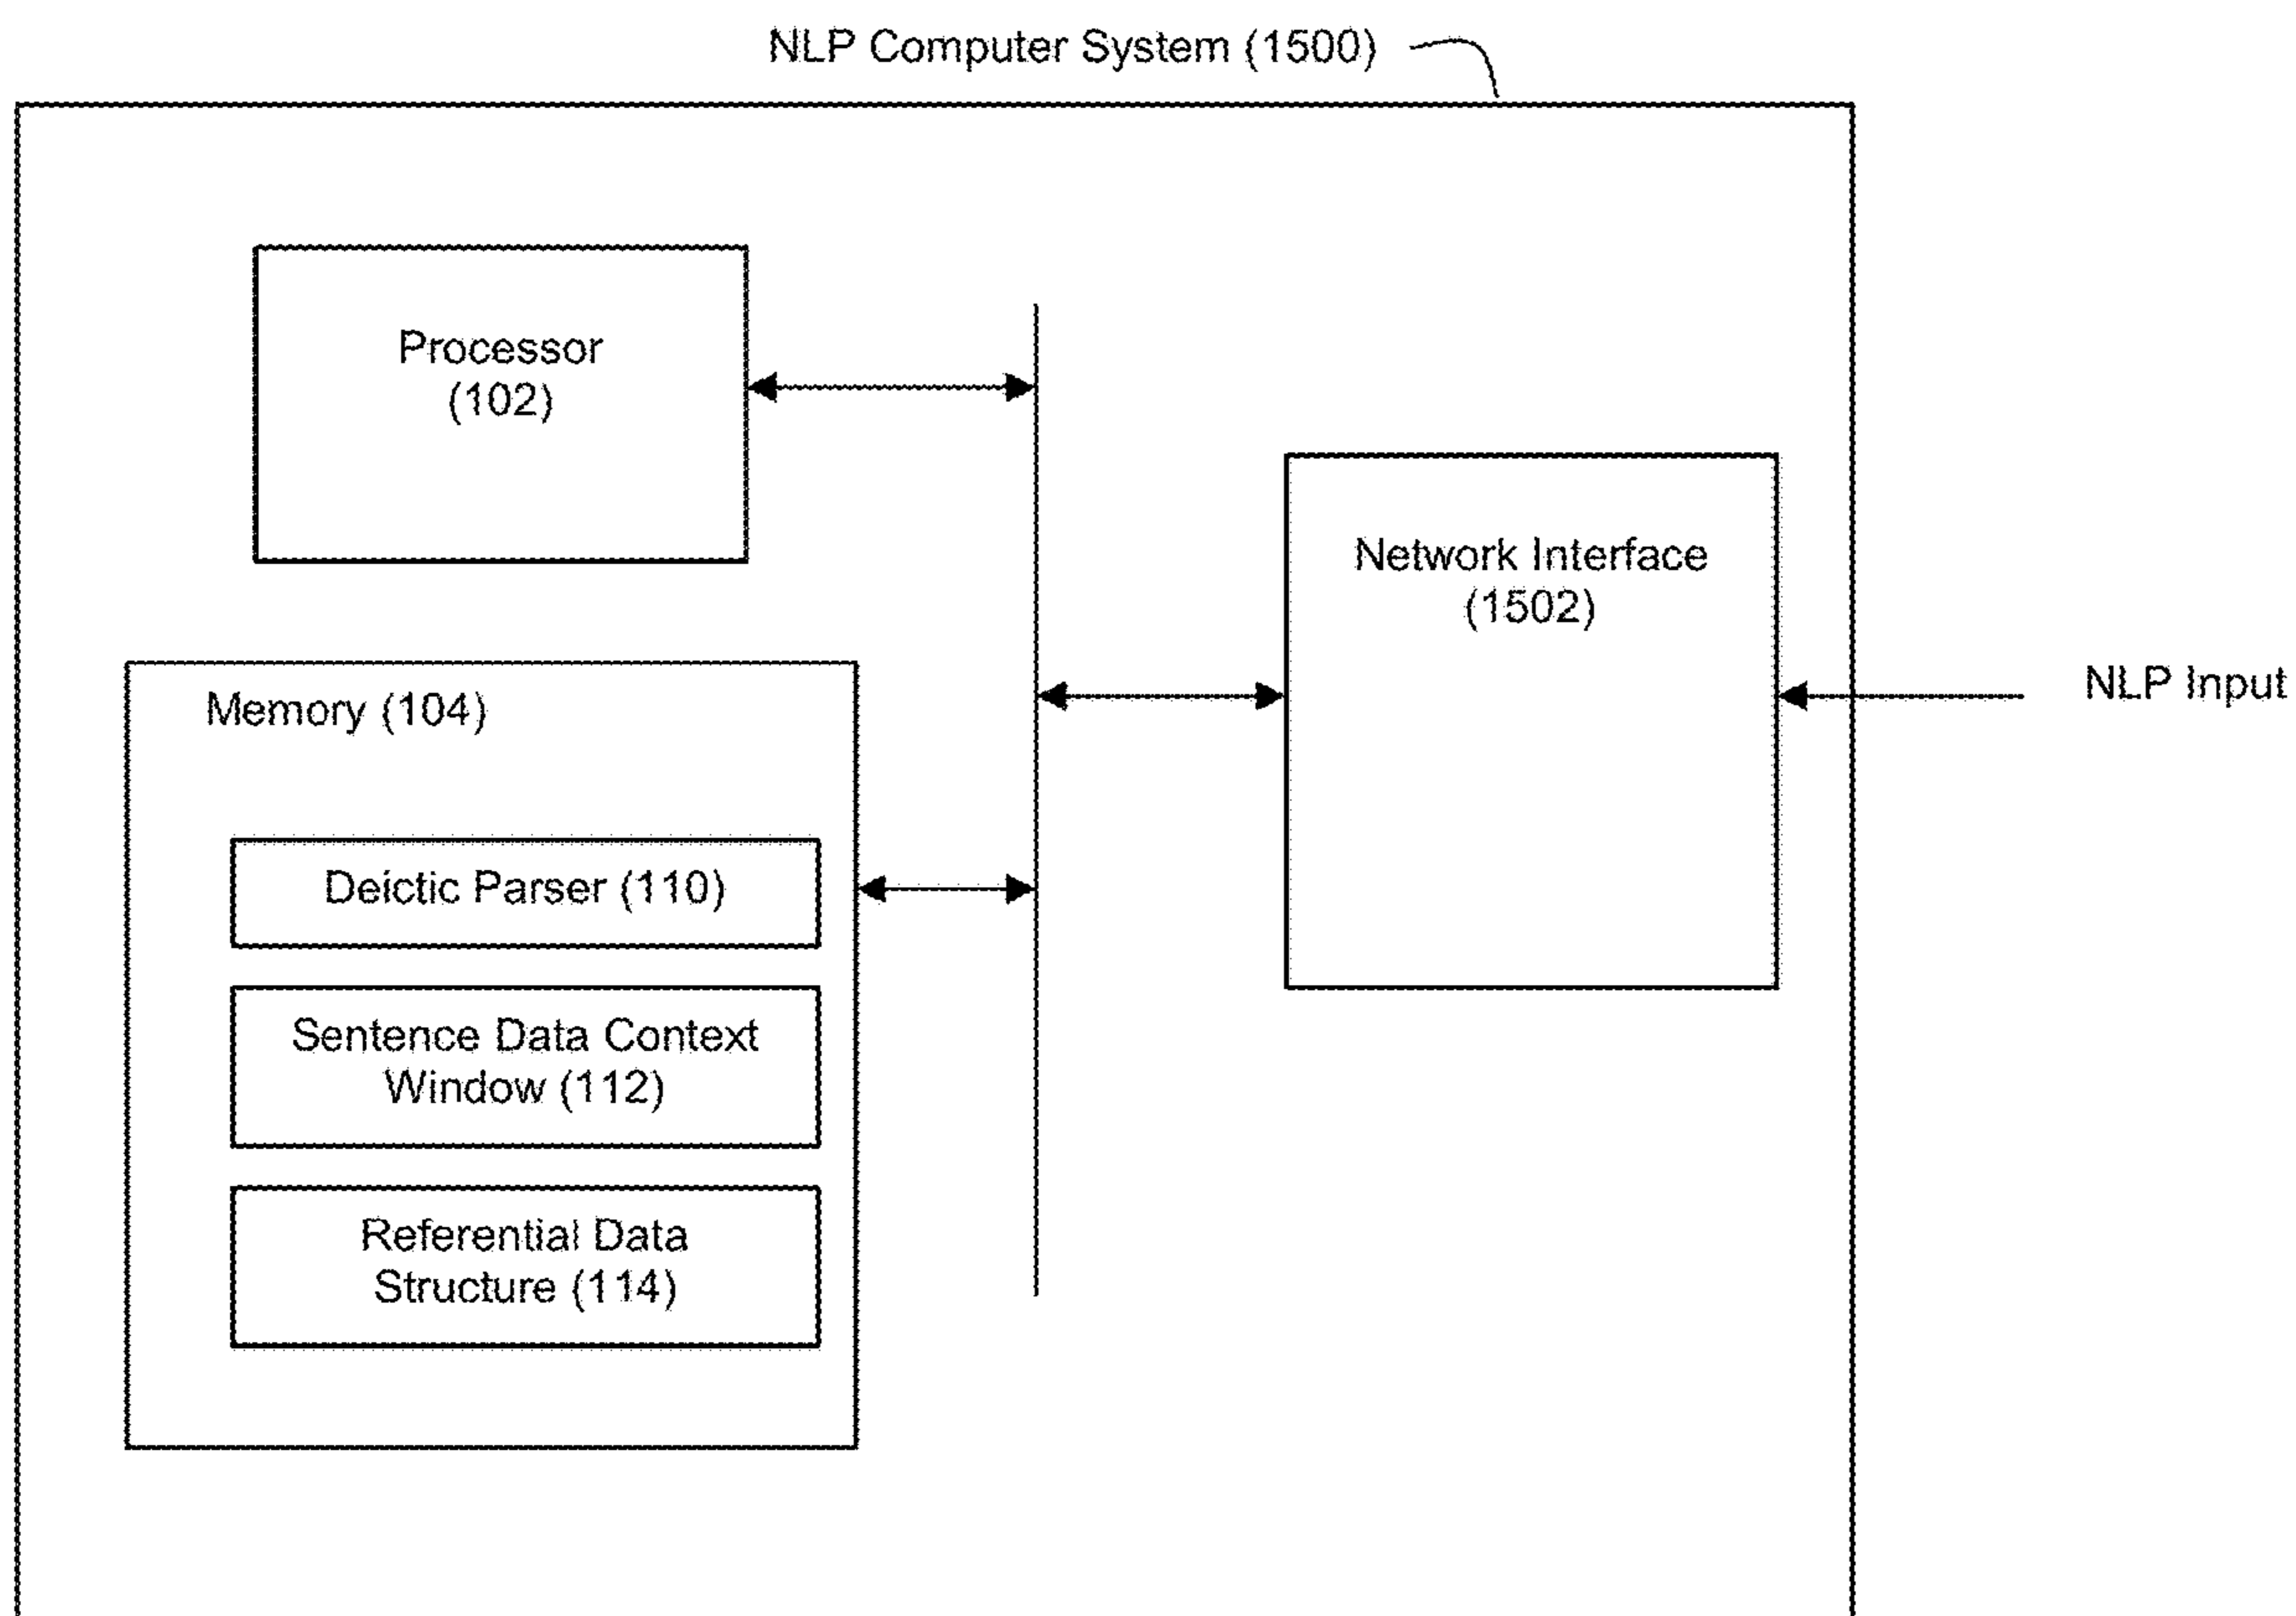 NLP Computer System (1500)
Processor
(102)
Network Interface
(1502)
NLP Input
Memory (104)
Deictic Parser (110)
Sentence Data Context
Window (112)
Referential Data
Structure (114)